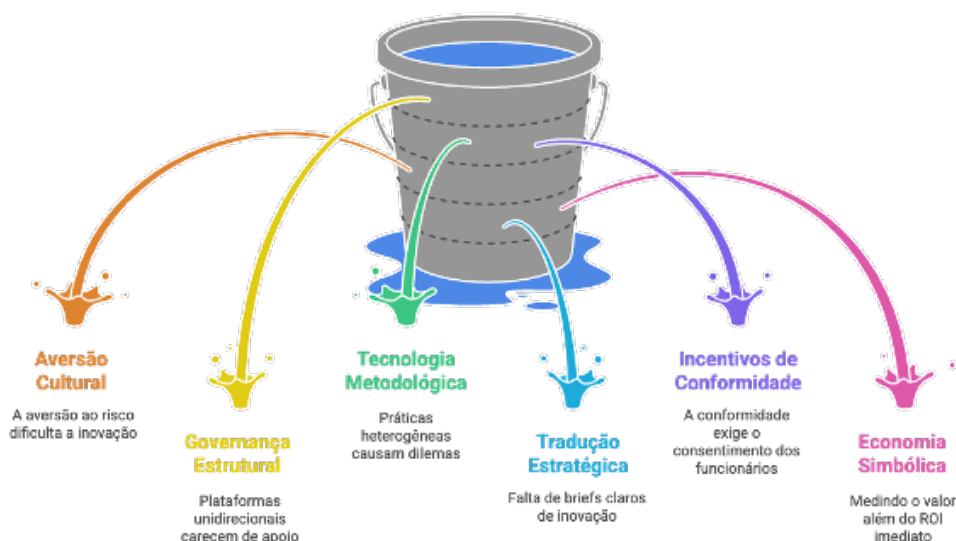 Aversão
Cultural
A aversão ao risco
dificulta a inovação
Governança
Estrutural
Plataformas
unidirecionais
carecem de apoio
Tecnologia
Metodológica
Práticas
heterogêneas
causam dilemas
Tradução
Estratégica
Falta de briefs claros
de inovação
Incentivos de
Conformidade
A conformidade
exige o
consentimento dos
funcionários
Economia
Simbólica
Medindo o valor
além do ROI
imediato